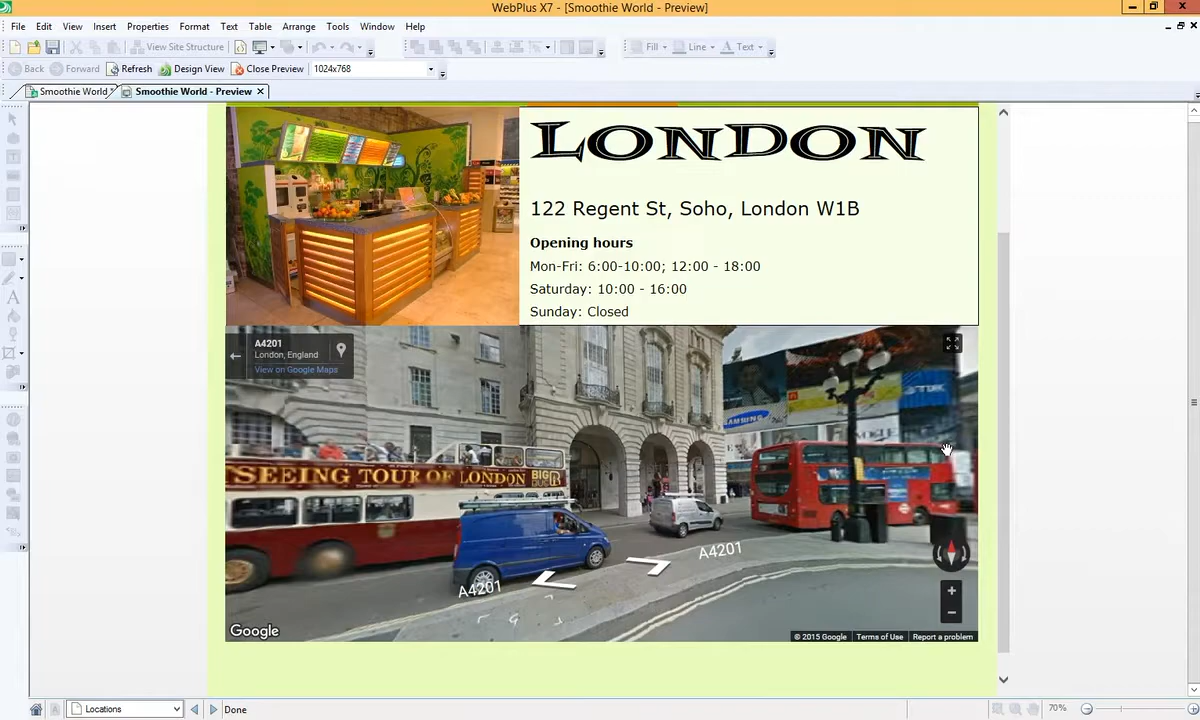 WebPlus X7 - [Smoothie World - Preview]
File Edit View Insert Properties Format Text Table Arrange Tools Window Help
View Site Structure Fill Line Text
Back Forward Refresh Design View Close Preview 1024x768
Smoothie World * Smoothie World - Preview
LONDON
122 Regent St, Soho, London W1B
Opening hours
Mon-Fri: 6:00-10:00; 12:00 - 18:00
Saturday: 10:00 - 16:00
Sunday: Closed
A4201
London, England
View on Google Maps
SAMSUNG
TDK
SEEING TOUR OF LONDON BIG BUS
A4201
A4201
Google
© 2015 Google Terms of Use Report a problem
Locations Done 70%